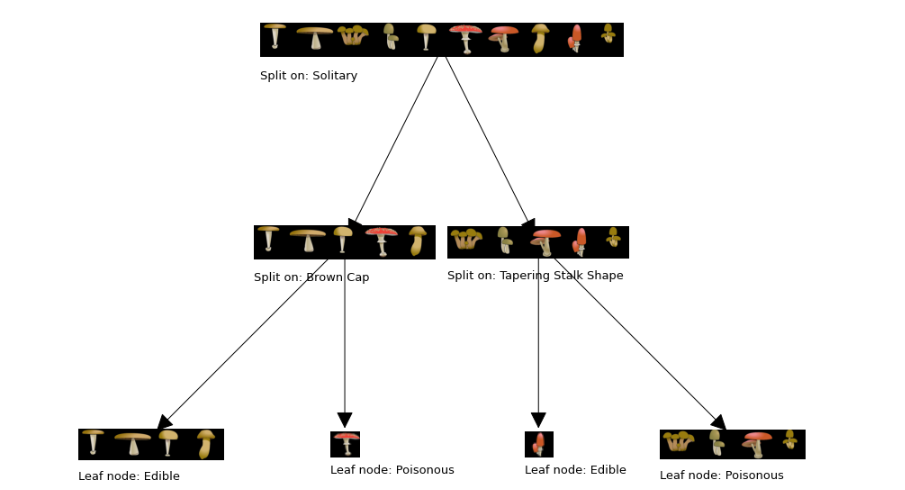 Split on: Solitary
Split on: Brown Cap
Split on: Tapering Stalk Shape
Leaf node: Edible
Leaf node: Poisonous
Leaf node: Edible
Leaf node: Poisonous